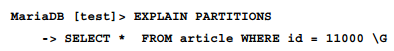 MariaDB [test]> EXPLAIN PARTITIONS
-> SELECT * FROM article WHERE id = 11000 \G